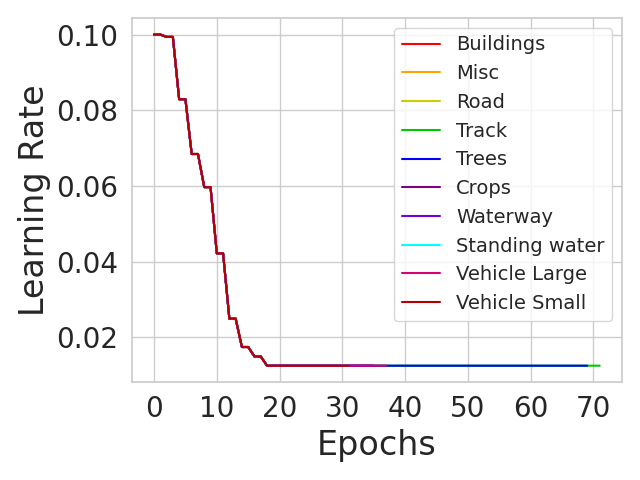 Learning Rate
0.10
0.08
0.06
0.04
0.02
0
10
20
30
40
50
60
70
Epochs
Buildings
Misc
Road
Track
Trees
Crops
Waterway
Standing water
Vehicle Large
Vehicle Small